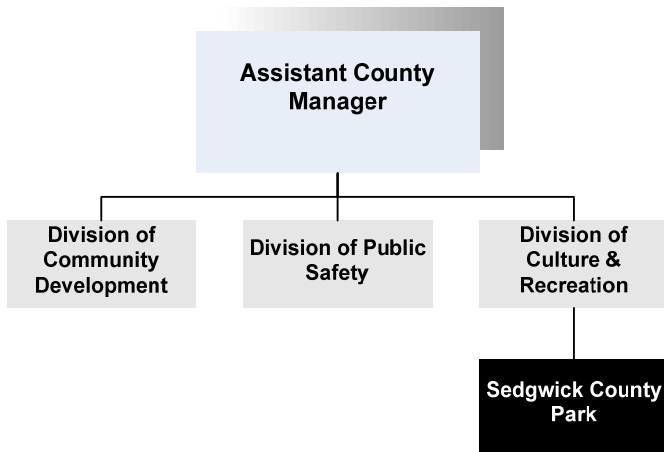 Assistant County
Manager
Division of
Community
Development
Division of Public
Safety
Division of
Culture &
Recreation
Sedgwick County
Park